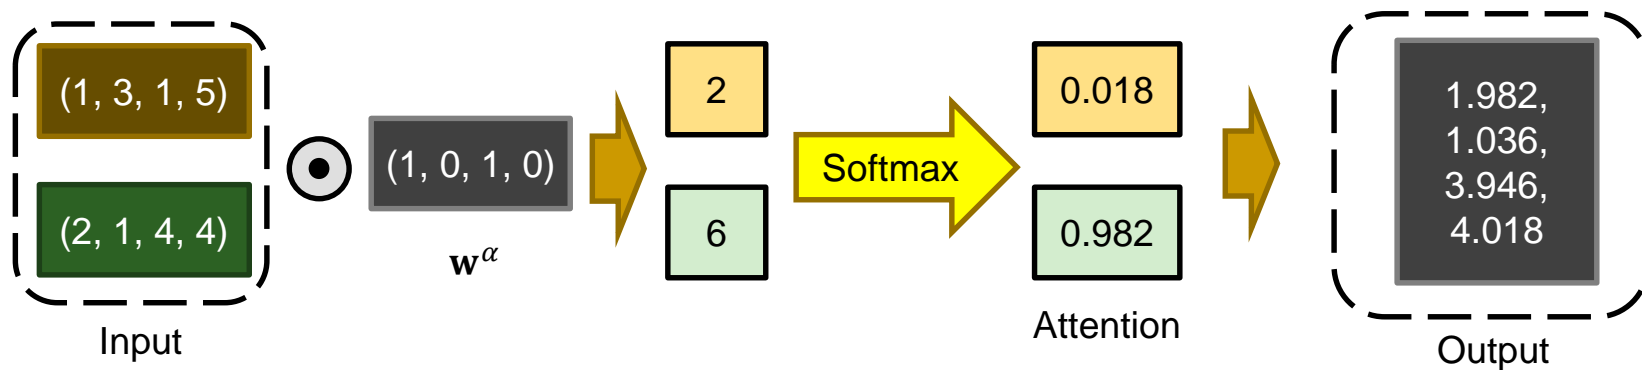 (1, 3, 1, 5)
(2, 1, 4, 4)
Input
(1, 0, 1, 0)
𝐰^α
2
6
Softmax
0.018
0.982
Attention
1.982,
1.036,
3.946,
4.018
Output